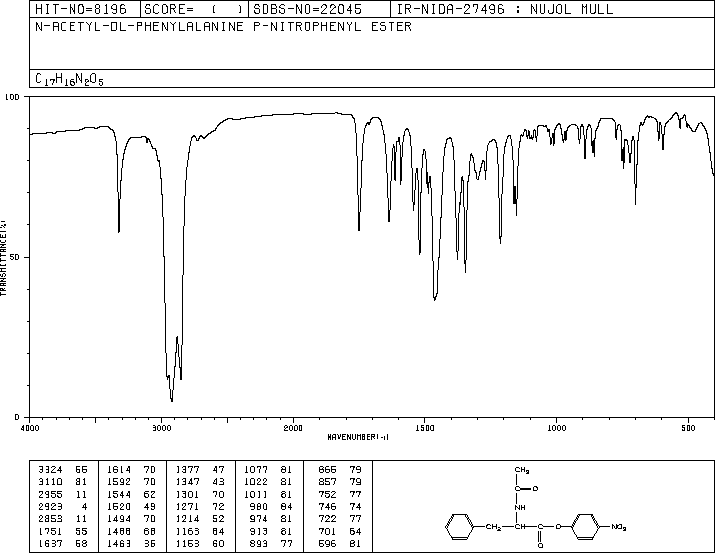 HIT-NO=8196 SCORE= ( ) SDBS-NO=22045 IR-NIDA-27496 : NUJOL MULL
N-ACETYL-DL-PHENYLALANINE P-NITROPHENYL ESTER
C17H16N2O5
100
50
0
TRANSMITTANCE(%)
4000 3000 2000 1500 1000 500
WAVENUMBER(-1)
3324 66 1614 70 1377 47 1077 81 866 79
3110 81 1592 70 1347 43 1022 81 857 79
2955 11 1544 62 1301 70 1011 81 752 77
2923 4 1520 49 1271 72 980 84 746 74
2853 11 1494 70 1214 52 974 81 722 77
1751 55 1488 68 1163 64 913 81 701 64
1637 58 1463 35 1153 60 893 77 696 81
CH3
C O
NH
CH2 CH C O NO2
O